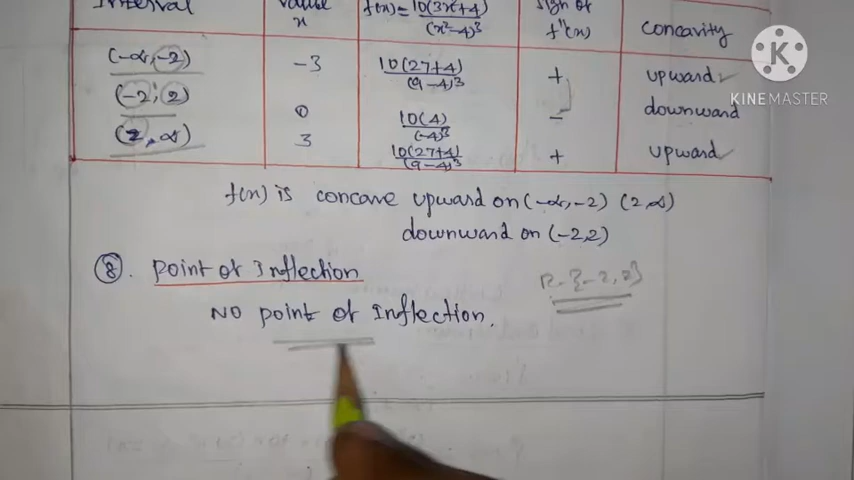 Interval value f(x)= 10(3x²+4) sign of
x (x²-4)³ f"(x) concavity
(-α,-2) -3 10(27+4) + upward
(9-4)³
(-2,2) 0 10(4) - downward
(-4)³
(2,α) 3 10(27+4) + upward
(9-4)³
K
KINEMASTER
f(x) is concave upward on (-α,-2) (2,α)
downward on (-2,2)
8. point of Inflection
R-{-2,2}
NO point of Inflection.